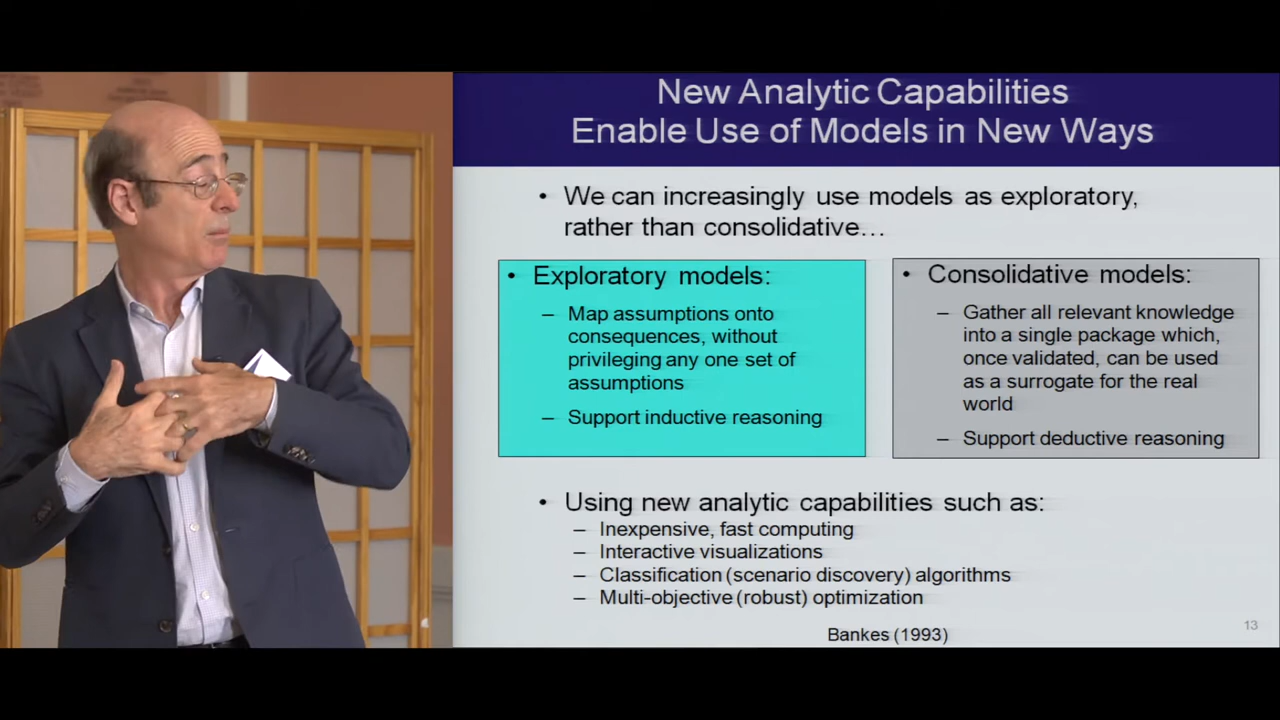 New Analytic Capabilities
Enable Use of Models in New Ways
• We can increasingly use models as exploratory,
rather than consolidative…
• Exploratory models:
– Map assumptions onto
consequences, without
privileging any one set of
assumptions
– Support inductive reasoning
• Consolidative models:
– Gather all relevant knowledge
into a single package which,
once validated, can be used
as a surrogate for the real
world
– Support deductive reasoning
• Using new analytic capabilities such as:
– Inexpensive, fast computing
– Interactive visualizations
– Classification (scenario discovery) algorithms
– Multi-objective (robust) optimization
Bankes (1993)
13